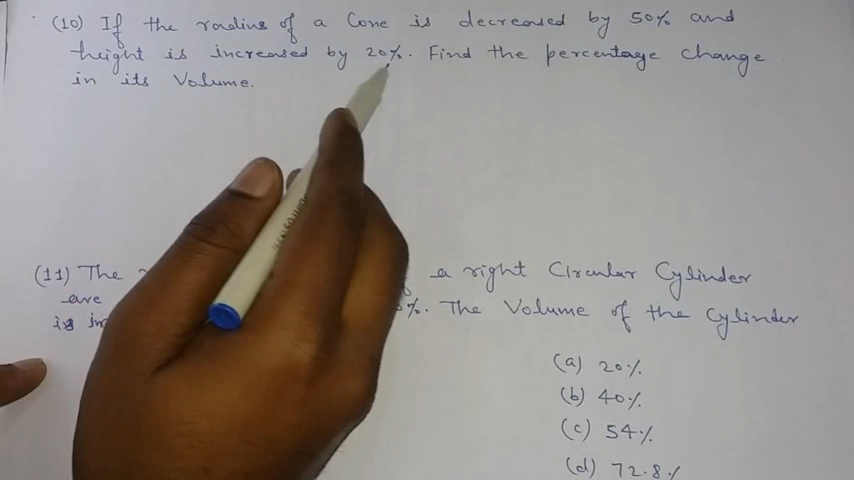 (10) If the radius of a Cone is decreased by 50% and
height is increased by 20%. Find the percentage change
in its Volume.
(11) The a right Circular Cylinder
are %. The Volume of the Cylinder
is
(a) 20%
(b) 40%
(c) 54%
(d) 72.8%